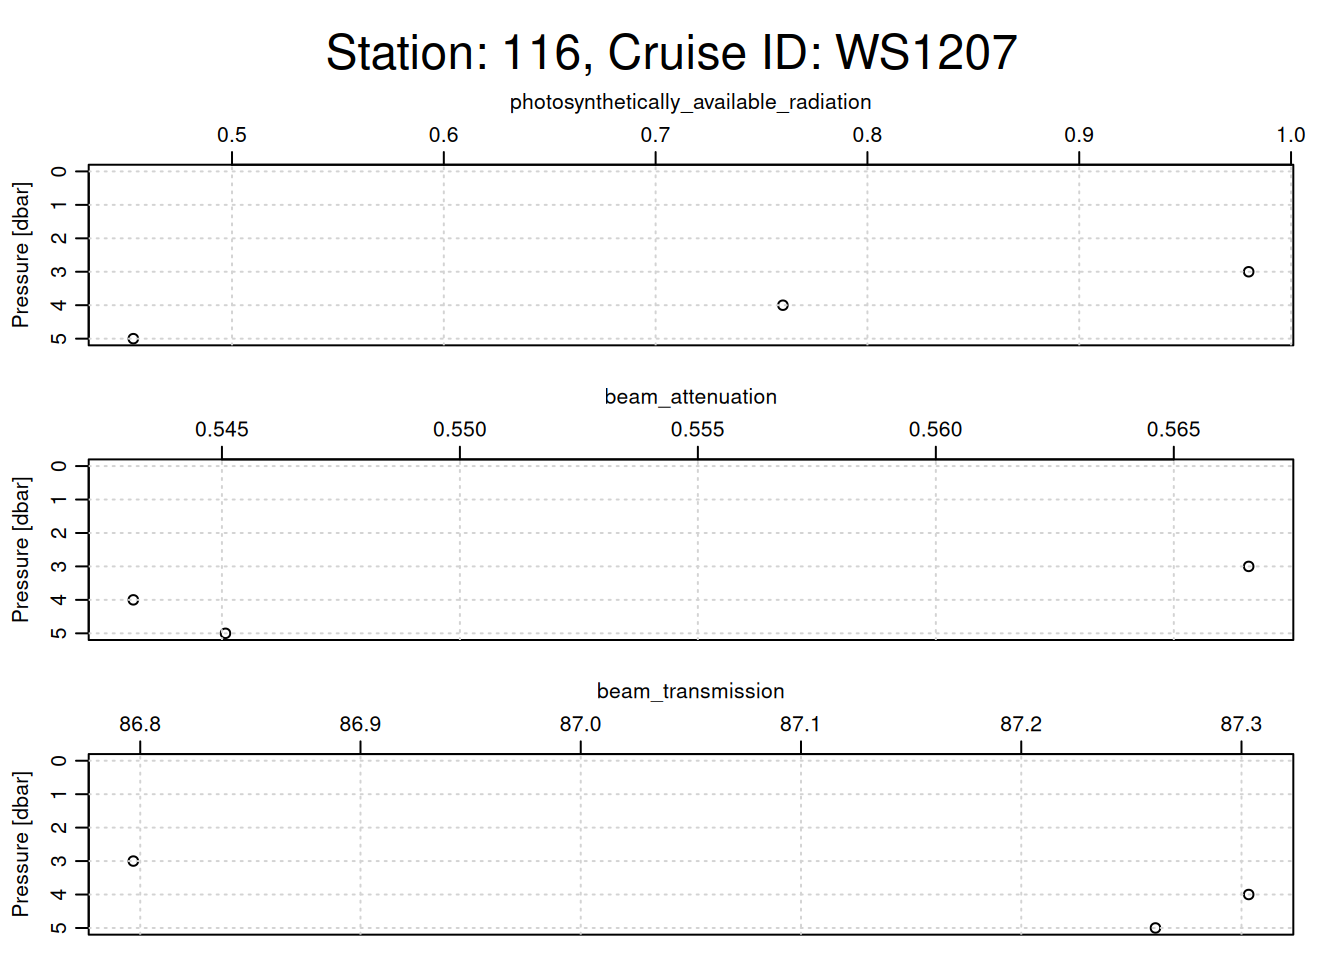 Station: 116, Cruise ID: WS1207
photosynthetically_available_radiation
0.5 0.6 0.7 0.8 0.9 1.0
Pressure [dbar]
0
1
2
3
4
5
beam_attenuation
0.545 0.550 0.555 0.560 0.565
Pressure [dbar]
0
1
2
3
4
5
beam_transmission
86.8 86.9 87.0 87.1 87.2 87.3
Pressure [dbar]
0
1
2
3
4
5